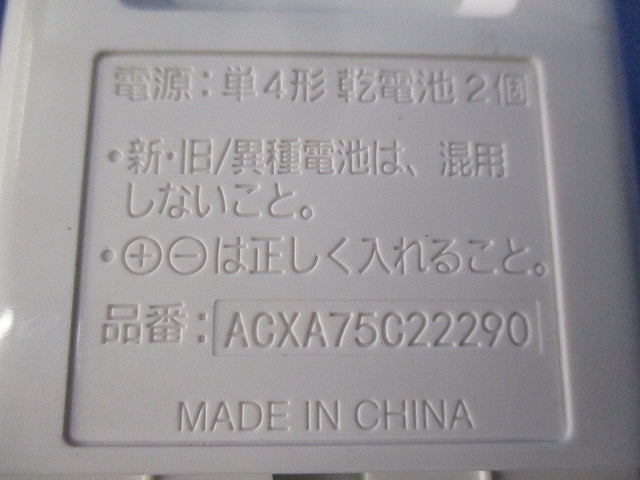 電源：単4形 乾電池2個
・新・旧/異種電池は、混用
しないこと。
・⊕⊖は正しく入れること。
品番：ACXA75C22290
MADE IN CHINA